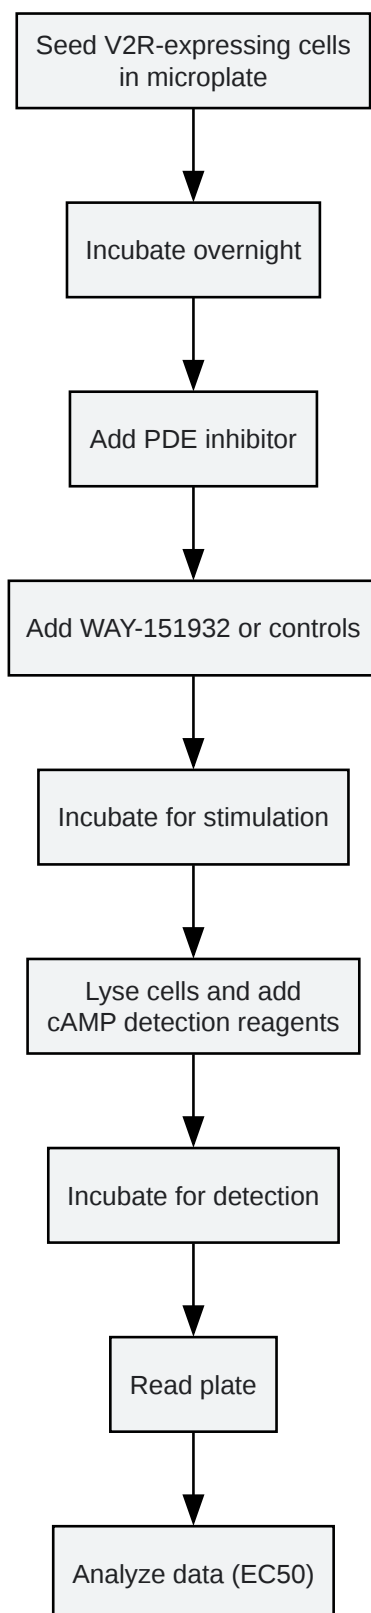 Seed V2R-expressing cells
in microplate
Incubate overnight
Add PDE inhibitor
Add WAY-151932 or controls
Incubate for stimulation
Lyse cells and add
cAMP detection reagents
Incubate for detection
Read plate
Analyze data (EC50)